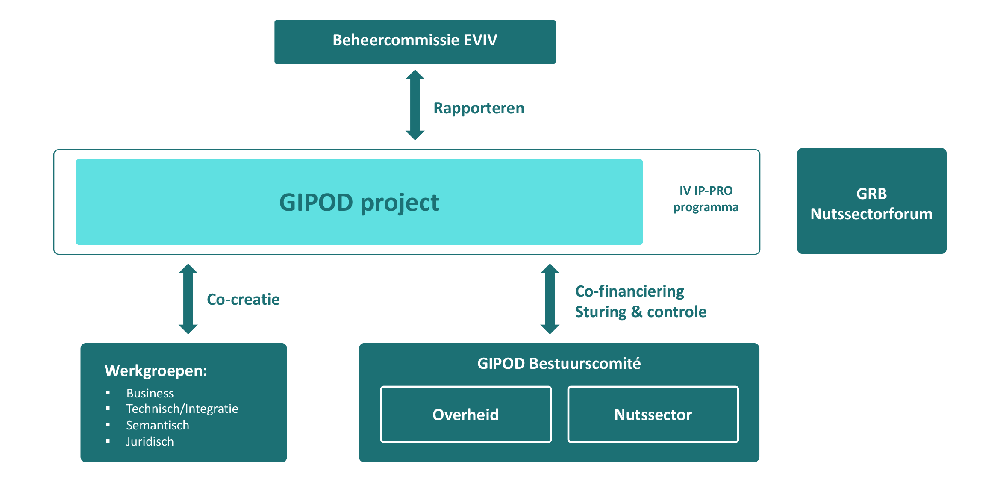 Beheercommissie EVIV
Rapporteren
GIPOD project
IV IP-PRO
programma
GRB
Nutssectorforum
Co-creatie
Co-financiering
Sturing & controle
Werkgroepen:
▪ Business
▪ Technisch/Integratie
▪ Semantisch
▪ Juridisch
GIPOD Bestuurscomité
Overheid
Nutssector